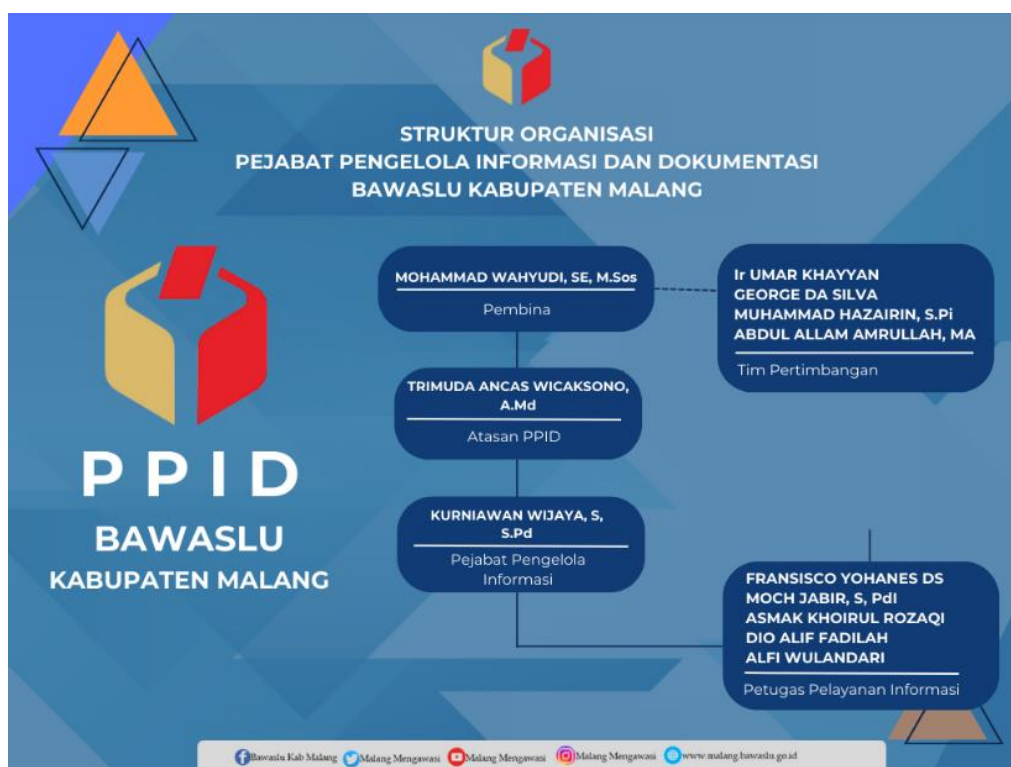 STRUKTUR ORGANISASI
PEJABAT PENGELOLA INFORMASI DAN DOKUMENTASI
BAWASLU KABUPATEN MALANG
PPID
BAWASLU
KABUPATEN MALANG
MOHAMMAD WAHYUDI, SE, M.Sos
Pembina
Ir UMAR KHAYYAN
GEORGE DA SILVA
MUHAMMAD HAZAIRIN, S.Pi
ABDUL ALLAM AMRULLAH, MA
Tim Pertimbangan
TRIMUDA ANCAS WICAKSONO,
A.Md
Atasan PPID
KURNIAWAN WIJAYA, S,
S.Pd
Pejabat Pengelola
Informasi
FRANSISCO YOHANES DS
MOCH JABIR, S, PdI
ASMAK KHOIRUL ROZAQI
DIO ALIF FADILAH
ALFI WULANDARI
Petugas Pelayanan Informasi
Bawaslu Kab Malang Malang Mengawasi Malang Mengawasi Malang Mengawasi www.malang.bawaslu.go.id